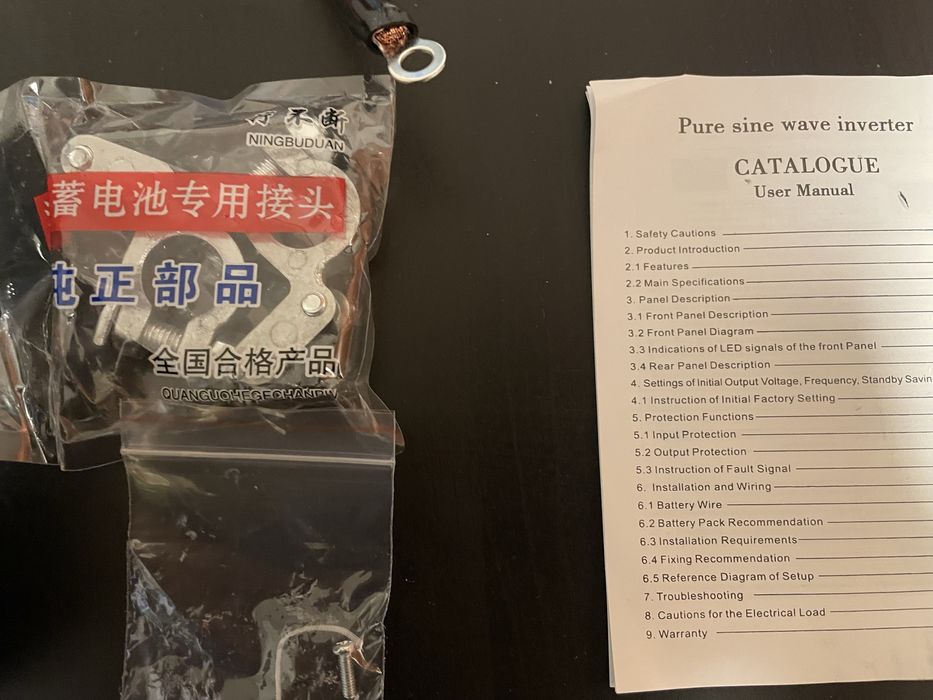 拧不断
NINGBUDUAN
蓄电池专用接头
纯正部品
全国合格产品
QUANGUOHEGECHANPIN
Pure sine wave inverter
CATALOGUE
User Manual
1. Safety Cautions
2. Product Introduction
2.1 Features
2.2 Main Specifications
3. Panel Description
3.1 Front Panel Description
3.2 Front Panel Diagram
3.3 Indications of LED signals of the front Panel
3.4 Rear Panel Description
4. Settings of Initial Output Voltage, Frequency, Standby Savin
4.1 Instruction of Initial Factory Setting
5. Protection Functions
5.1 Input Protection
5.2 Output Protection
5.3 Instruction of Fault Signal
6. Installation and Wiring
6.1 Battery Wire
6.2 Battery Pack Recommendation
6.3 Installation Requirements
6.4 Fixing Recommendation
6.5 Reference Diagram of Setup
7. Troubleshooting
8. Cautions for the Electrical Load
9. Warranty